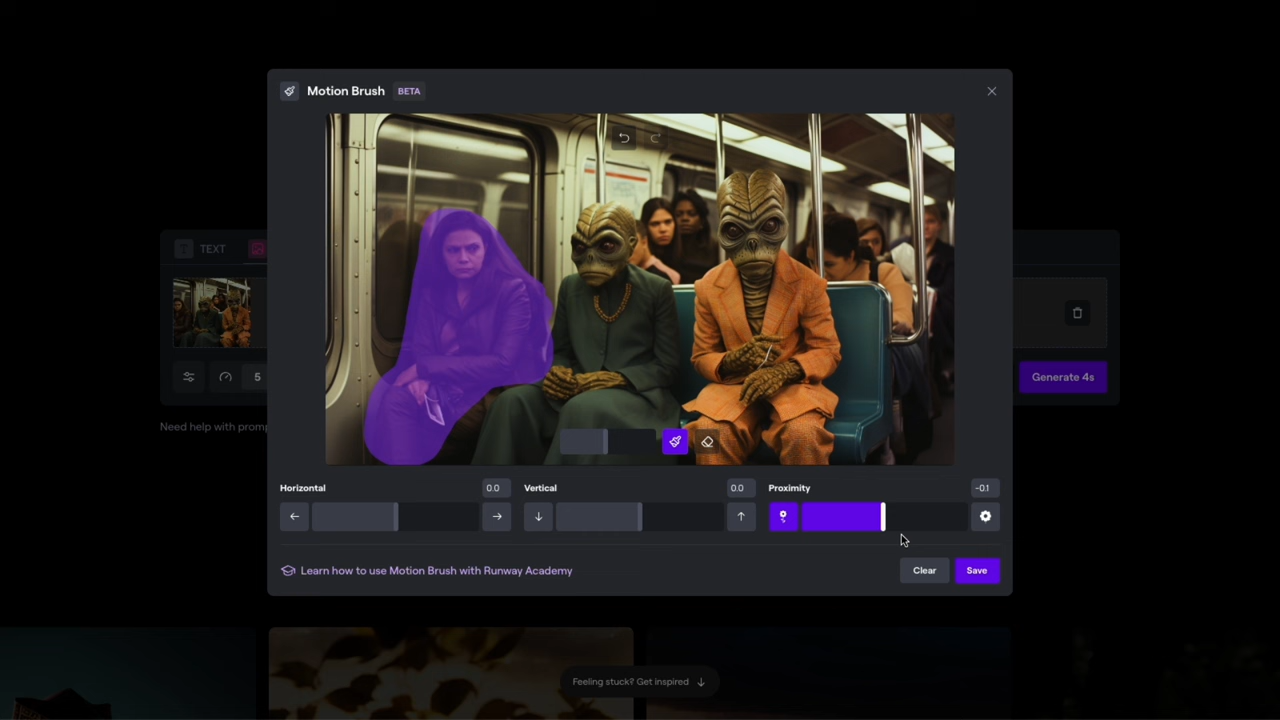 Motion Brush BETA
TEXT
5
Generate 4s
Need help with promp
Horizontal 0.0
Vertical 0.0
Proximity -0.1
Learn how to use Motion Brush with Runway Academy
Clear
Save
Feeling stuck? Get inspired